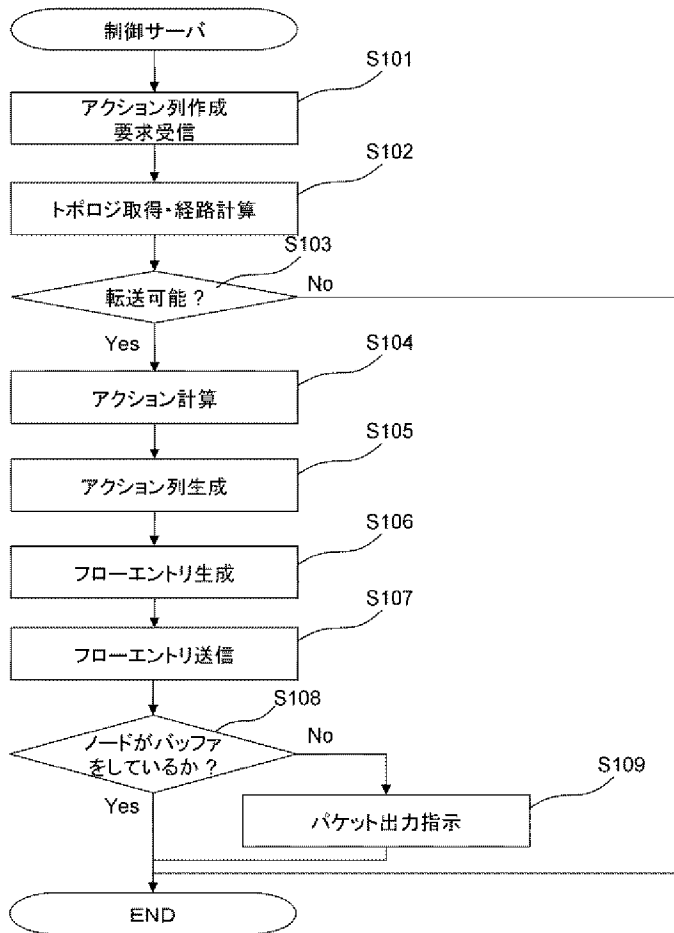 制御サーバ
S101
アクション列作成
要求受信
S102
トポロジ取得・経路計算
S103
転送可能？
No
Yes
S104
アクション計算
S105
アクション列生成
S106
フローエントリ生成
S107
フローエントリ送信
S108
ノードがバッファ
をしているか？
No
Yes
S109
パケット出力指示
END